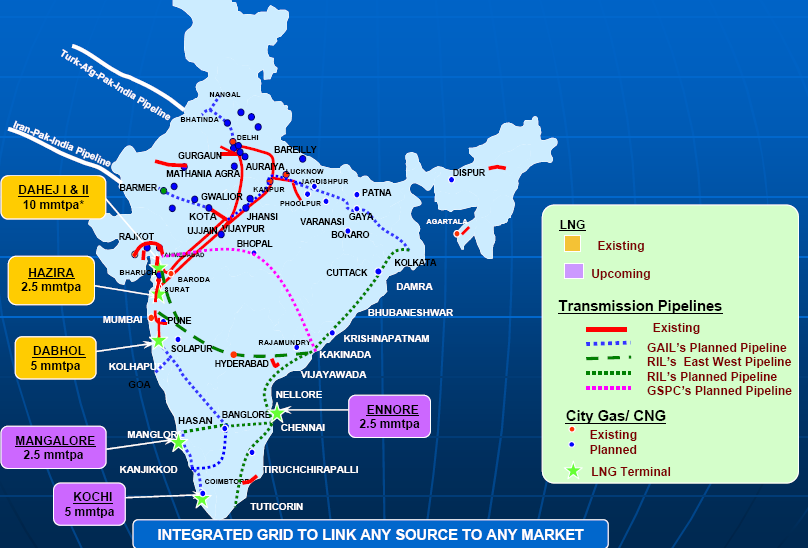 NANGAL
Turk-Afg-Pak-India Pipeline
BHATINDA
Iran-Pak-India Pipeline
DELHI
GURGAUN
BAREILLY
MATHANIA AGRA
AURAIYA
LUCKNOW
DISPUR
DAHEJ I & II
10 mmtpa*
BARMER
KANPUR
JAGDISHPUR
PATNA
GWALIOR
PHOOLPUR
KOTA
JHANSI
GAYA
VARANASI
AGARTALA
UJJAIN
VIJAYPUR
BOKARO
RAJKOT
BHOPAL
AHMEDABAD
KOLKATA
HAZIRA
2.5 mmtpa
BHARUCH
BARODA
CUTTACK
SURAT
DAMRA
BHUBANESHWAR
MUMBAI
PUNE
KRISHNAPATNAM
DABHOL
5 mmtpa
SOLAPUR
RAJAMUNDRY
KAKINADA
KOLHAPU
HYDERABAD
VIJAYAWADA
GOA
NELLORE
ENNORE
2.5 mmtpa
HASAN
BANGLORE
CHENNAI
MANGALORE
2.5 mmtpa
MANGLOR
KANJIKKOD
TIRUCHCHIRAPALLI
COIMBTORE
KOCHI
5 mmtpa
TUTICORIN
LNG
Existing
Upcoming
Transmission Pipelines
Existing
GAIL's Planned Pipeline
RIL's East West Pipeline
RIL's Planned Pipeline
GSPC's Planned Pipeline
City Gas/ CNG
Existing
Planned
LNG Terminal
INTEGRATED GRID TO LINK ANY SOURCE TO ANY MARKET